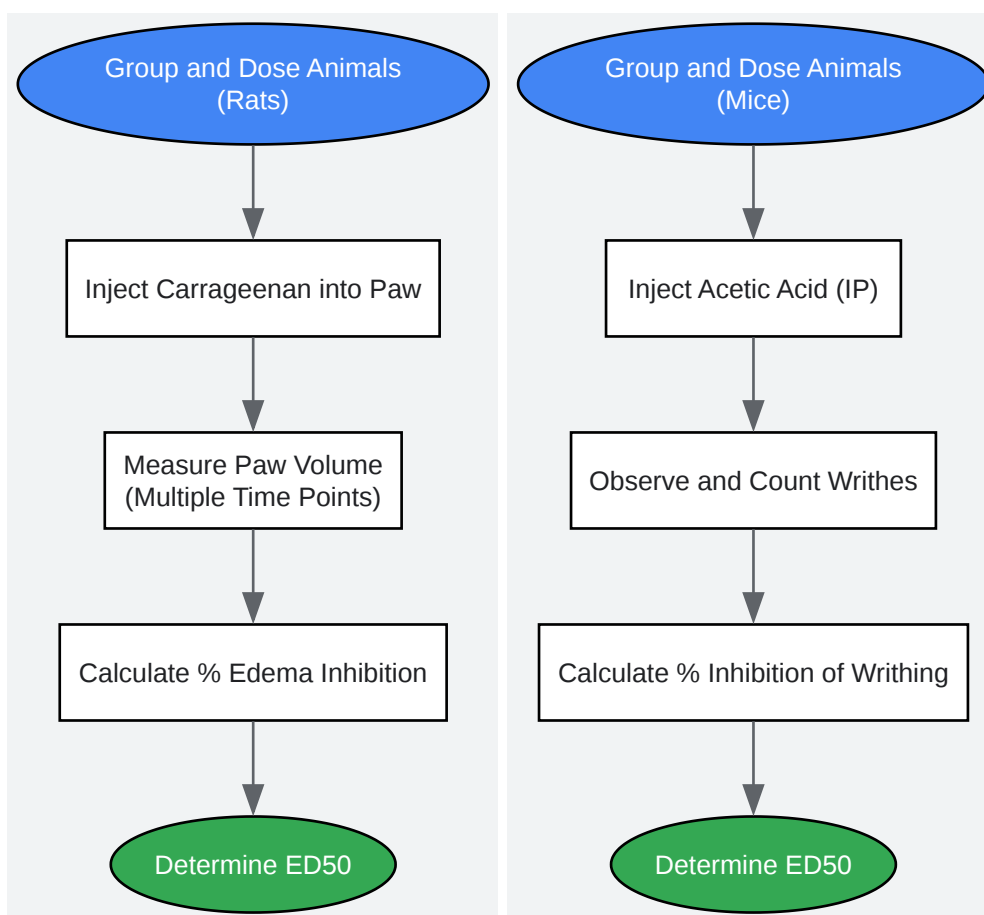 Group and Dose Animals
(Rats)
Inject Carrageenan into Paw
Measure Paw Volume
(Multiple Time Points)
Calculate % Edema Inhibition
Determine ED50
Group and Dose Animals
(Mice)
Inject Acetic Acid (IP)
Observe and Count Writhes
Calculate % Inhibition of Writhing
Determine ED50